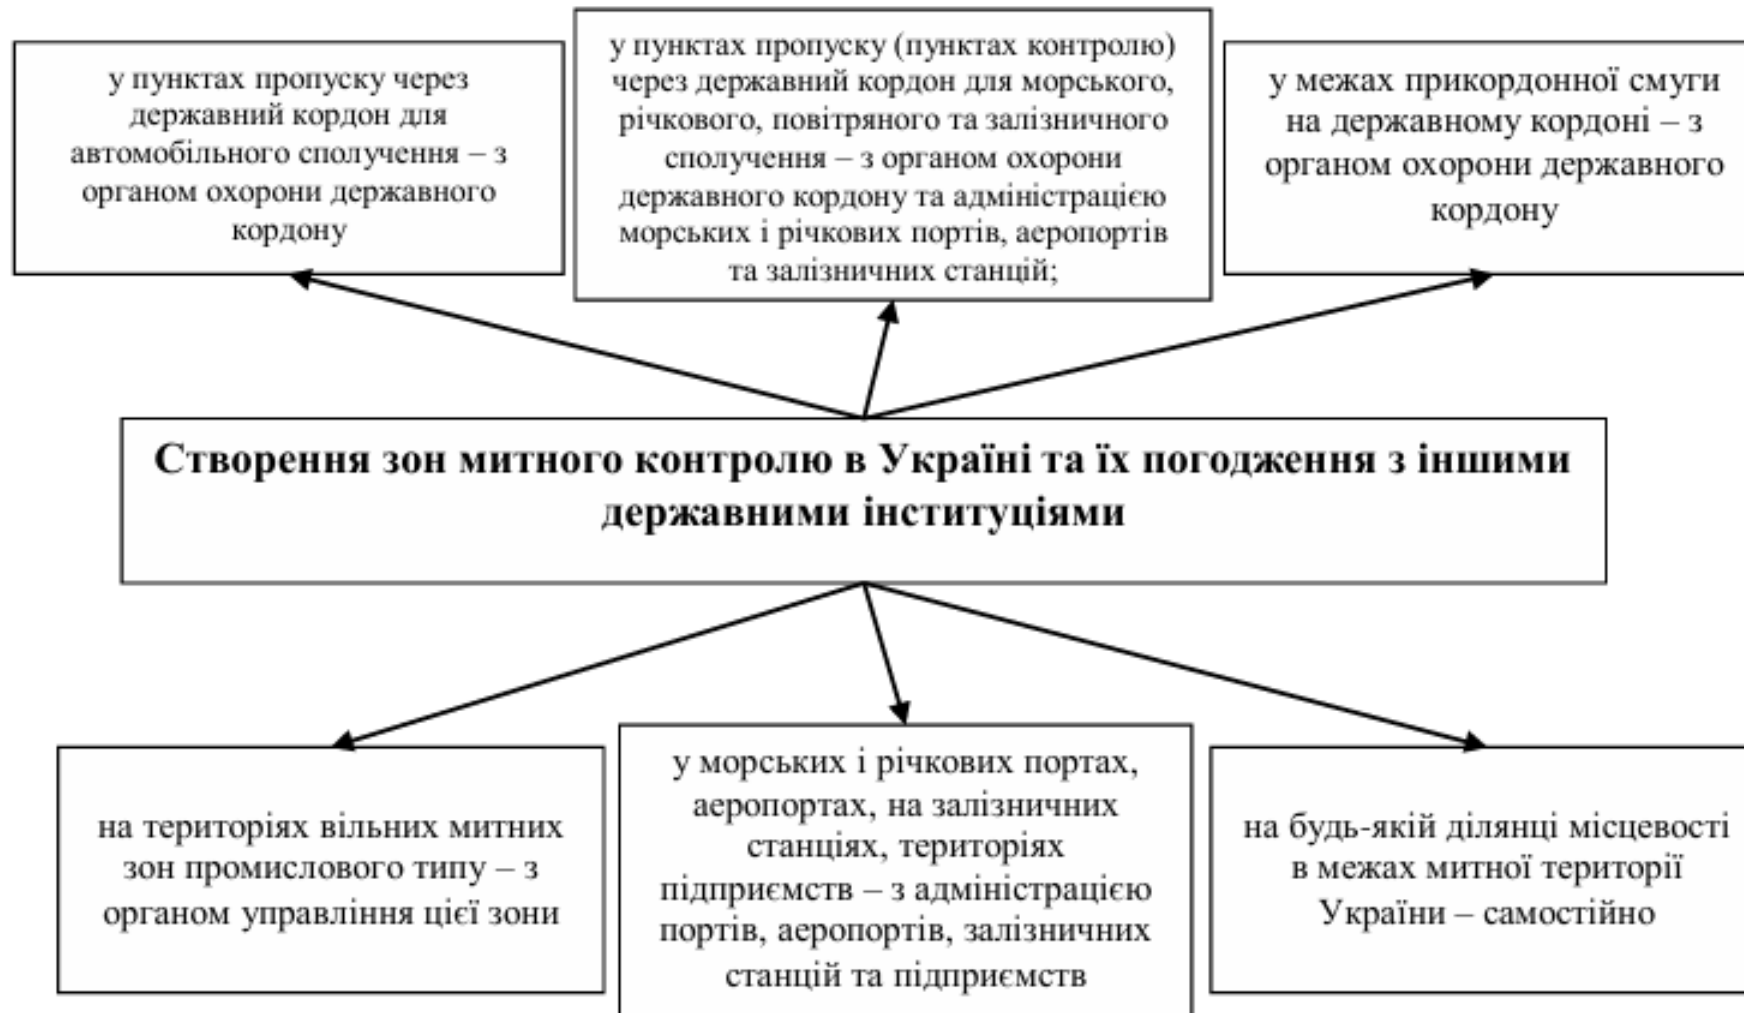 у пунктах пропуску через
державний кордон для
автомобільного сполучення – з
органом охорони державного
кордону
у пунктах пропуску (пунктах контролю)
через державний кордон для морського,
річкового, повітряного та залізничного
сполучення – з органом охорони
державного кордону та адміністрацією
морських і річкових портів, аеропортів
та залізничних станцій;
у межах прикордонної смуги
на державному кордоні – з
органом охорони державного
кордону
Створення зон митного контролю в Україні та їх погодження з іншими
державними інституціями
на територіях вільних митних
зон промислового типу – з
органом управління цієї зони
у морських і річкових портах,
аеропортах, на залізничних
станціях, територіях
підприємств – з адміністрацією
портів, аеропортів, залізничних
станцій та підприємств
на будь-якій ділянці місцевості
в межах митної території
України – самостійно